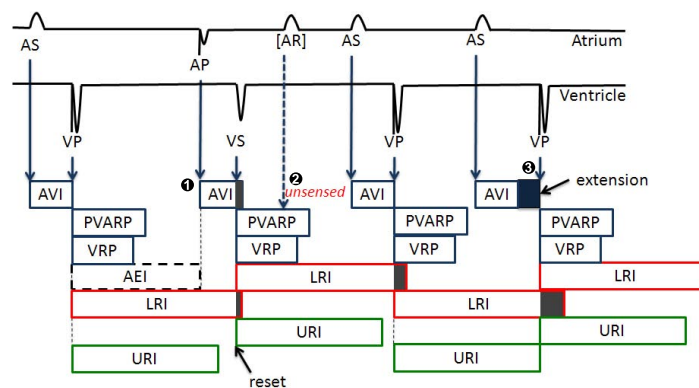 [AR]
AS
AS
AS
Atrium
AP
Ventricle
VP
VS
VP
VP
❶
❷
❸
unsensed
extension
AVI
AVI
AVI
AVI
PVARP
PVARP
PVARP
PVARP
VRP
VRP
VRP
VRP
AEI
LRI
LRI
LRI
LRI
URI
URI
URI
URI
reset